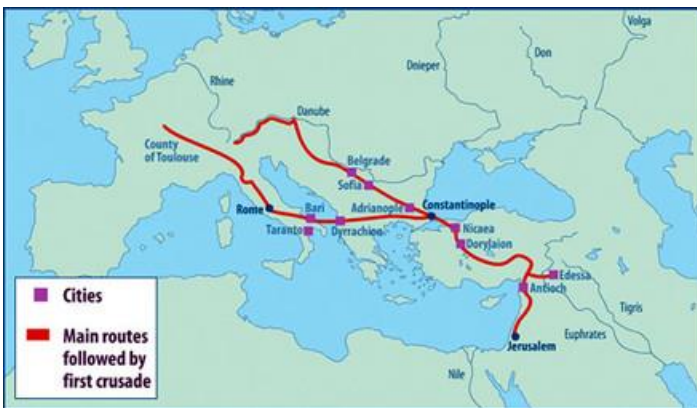 Volga
Don
Dnieper
Rhine
Danube
County
of Toulouse
Belgrade
Sofia
Adrianople
Constantinople
Rome
Bari
Taranto
Dyrrachion
Nicaea
Dorylaion
Edessa
Antioch
Tigris
Euphrates
Jerusalem
Nile
Cities
Main routes
followed by
first crusade